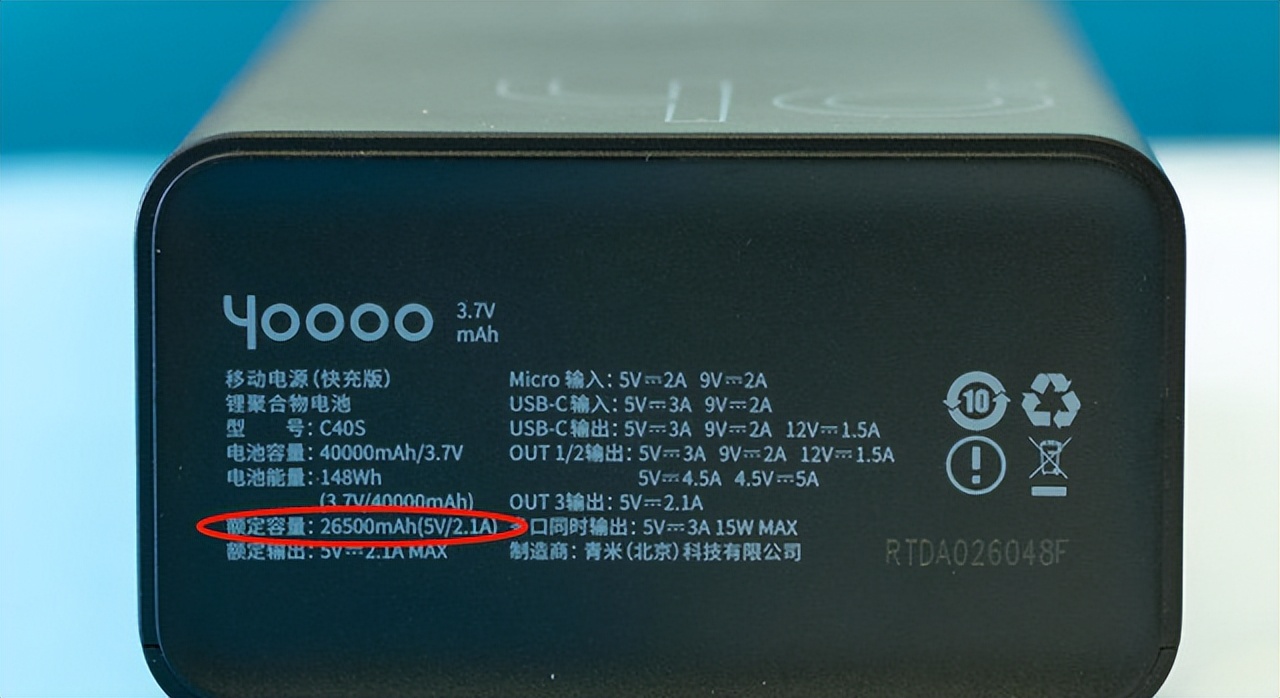 40
40000 3.7V
mAh
移动电源(快充版)
锂聚合物电池
型 号:C40S
电池容量:40000mAh/3.7V
电池能量:148Wh
(3.7V/40000mAh)
额定容量:26500mAh(5V/2.1A)
额定输出:5V⎓2.1A MAX
Micro 输入:5V⎓2A 9V⎓2A
USB-C输入:5V⎓3A 9V⎓2A
USB-C输出:5V⎓3A 9V⎓2A 12V⎓1.5A
OUT 1/2输出:5V⎓3A 9V⎓2A 12V⎓1.5A
5V⎓4.5A 4.5V⎓5A
OUT 3输出:5V⎓2.1A
口同时输出:5V⎓3A 15W MAX
制造商:青米(北京)科技有限公司
10
RTDA026048F